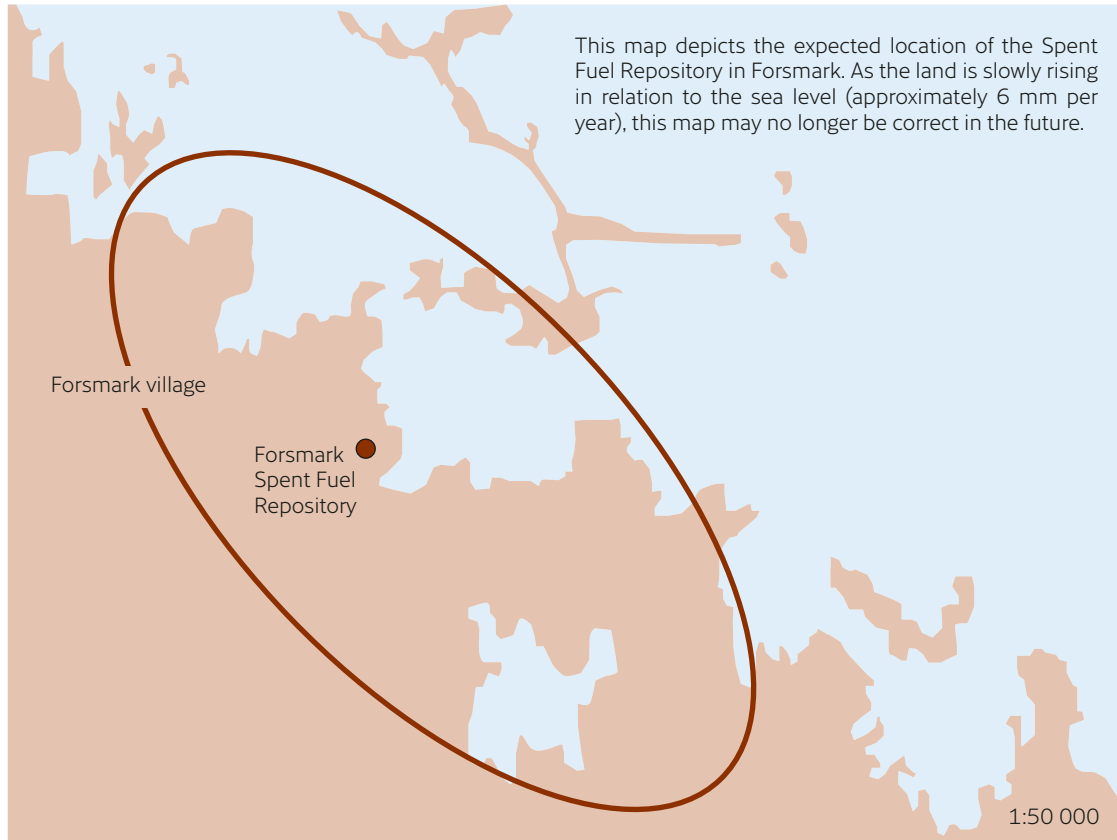 This map depicts the expected location of the Spent
Fuel Repository in Forsmark. As the land is slowly rising
in relation to the sea level (approximately 6 mm per
year), this map may no longer be correct in the future.
Forsmark village
Forsmark
Spent Fuel
Repository
1:50 000